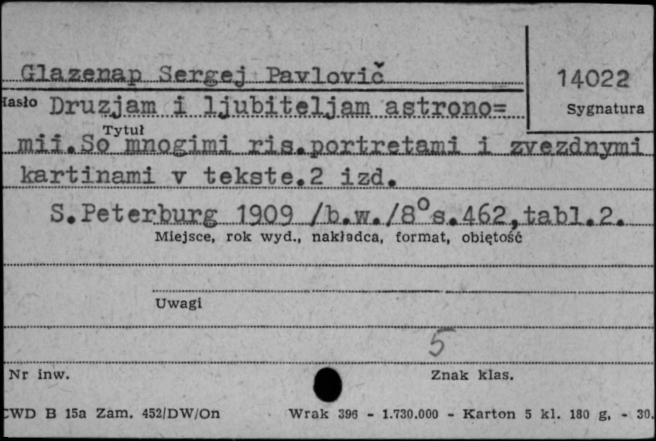 Glazenap Sergej Pavlovič
14022
Hasło
Sygnatura
Druzjam i ljubiteljam astrono=
Tytuł
mii.So mnogimi ris.portretami i zvezdnymi
kartinami v tekste.2 izd.
S.Peterburg 1909 /b.w./8° s.462,tabl.2.
Miejsce, rok wyd., nakładca, format, objętość
Uwagi
5
Nr inw.
Znak klas.
CWD B 15a Zam. 452/DW/On Wrak 396 - 1.730.000 - Karton 5 kl. 180 g. - 30.